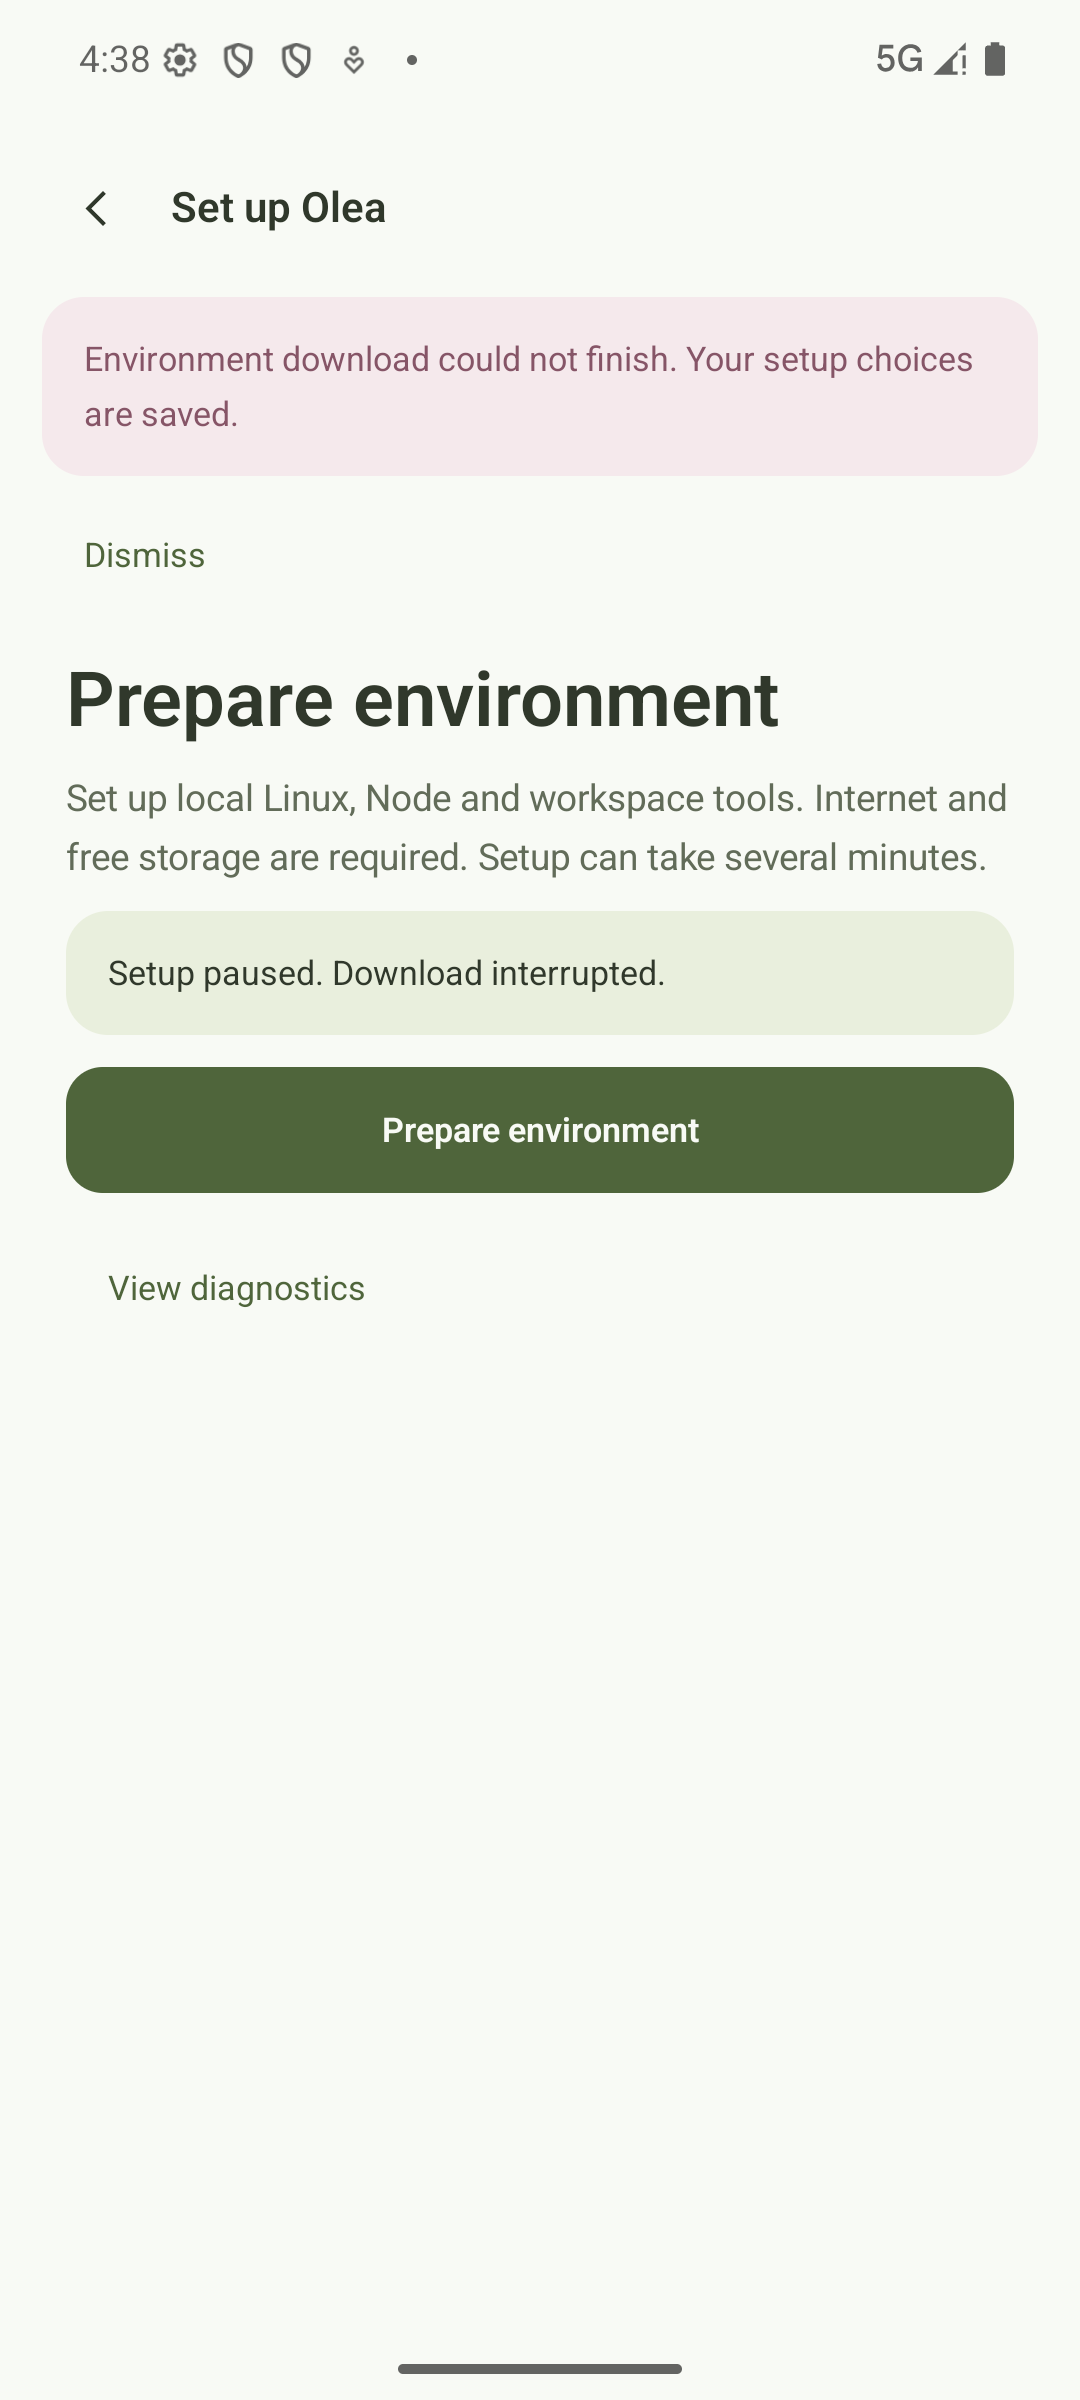 4:38
5G
Set up Olea
Environment download could not finish. Your setup choices
are saved.
Dismiss
Prepare environment
Set up local Linux, Node and workspace tools. Internet and
free storage are required. Setup can take several minutes.
Setup paused. Download interrupted.
Prepare environment
View diagnostics